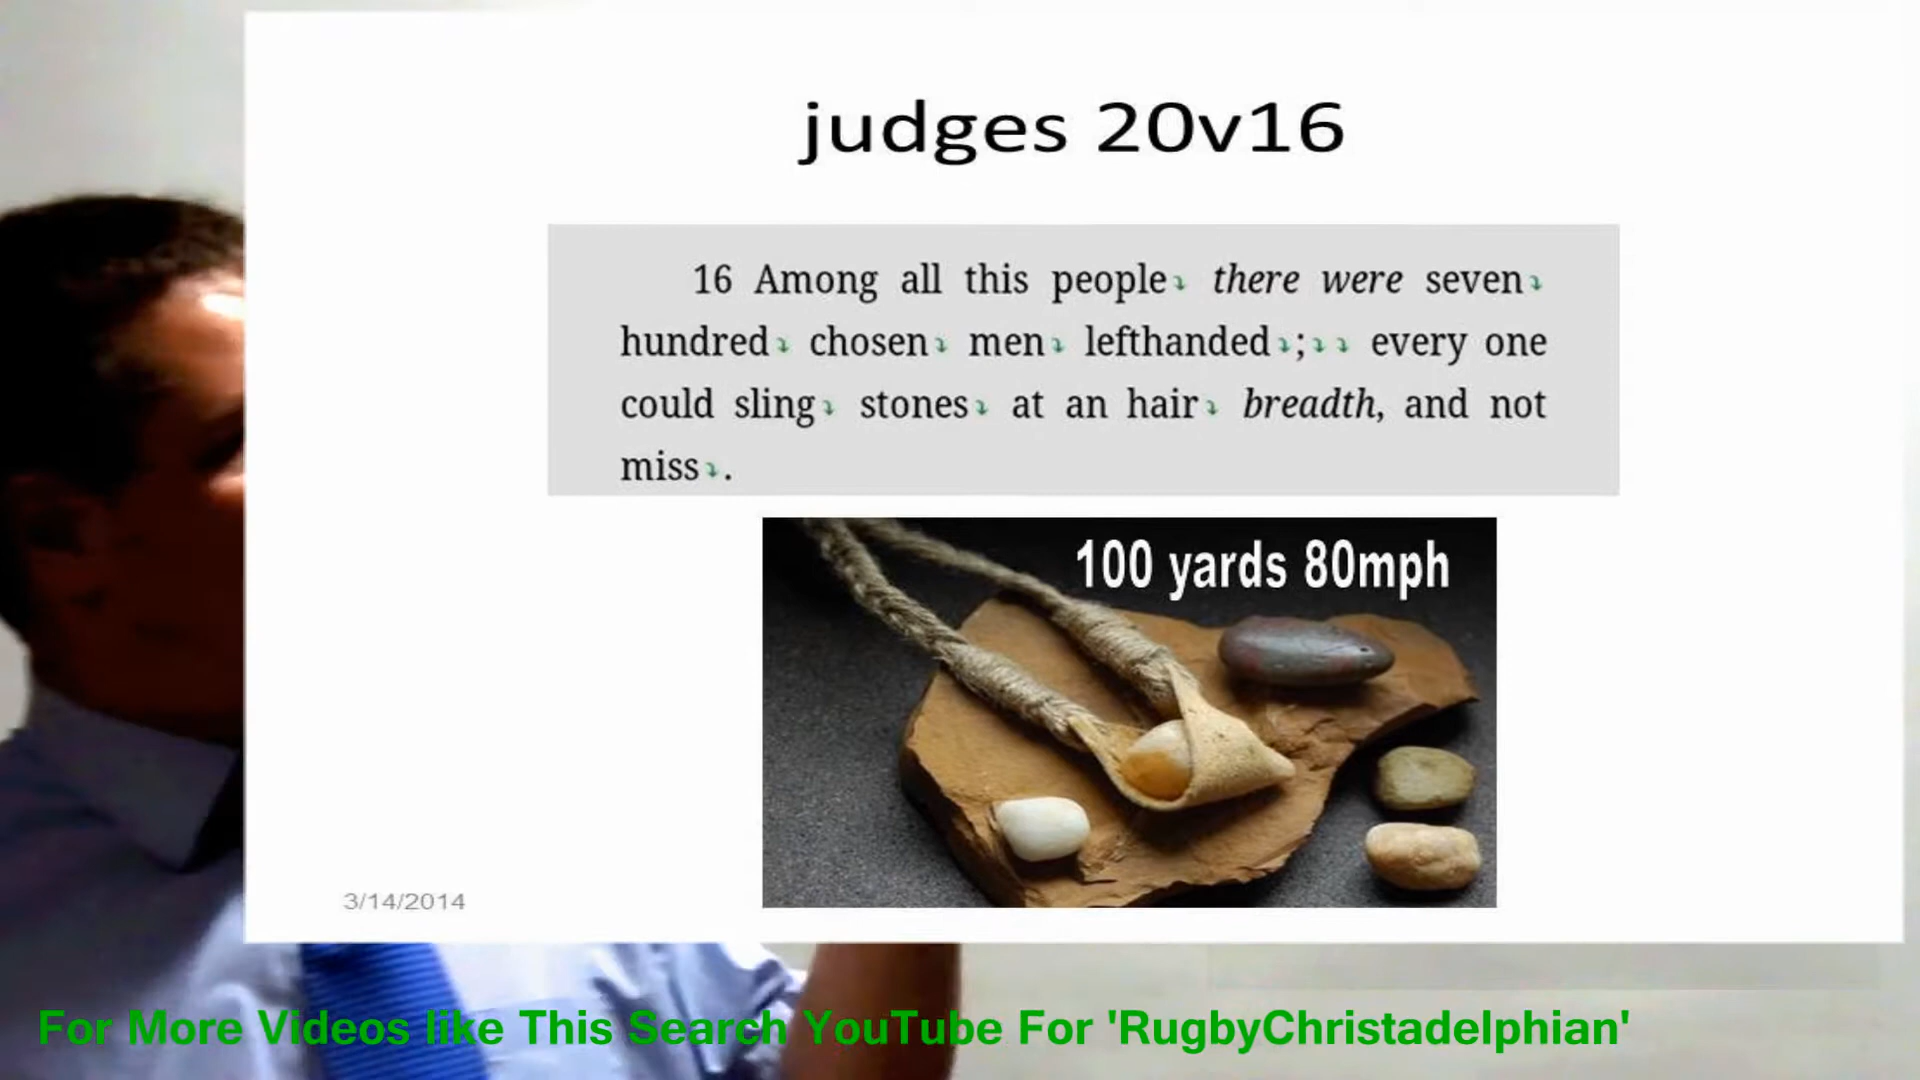 judges 20v16
16 Among all this people there were seven
hundred chosen men lefthanded; every one
could sling stones at an hair breadth, and not
miss.
100 yards 80mph
3/14/2014
For More Videos like This Search YouTube For 'RugbyChristadelphian'